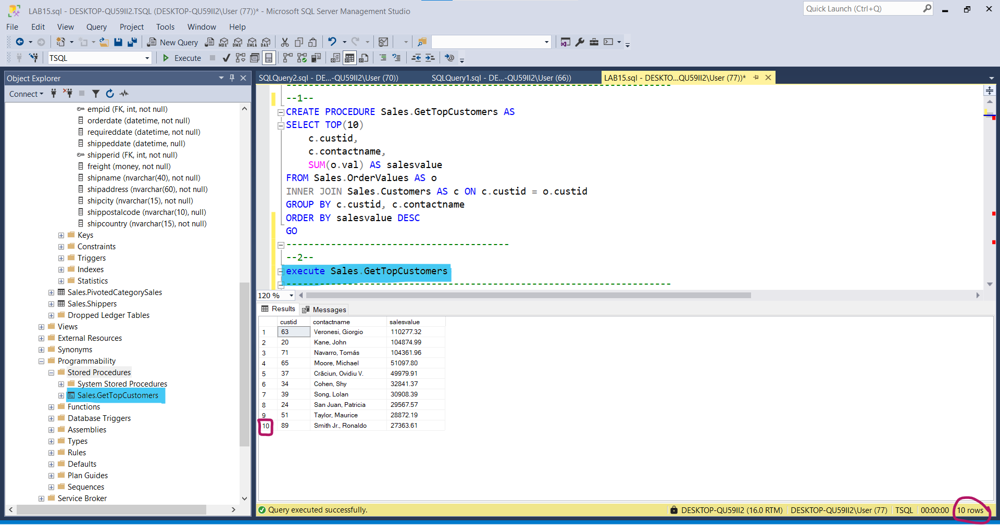 LAB15.sql - DESKTOP-QU59II2.TSQL (DESKTOP-QU59II2\User (77))* - Microsoft SQL Server Management Studio
Quick Launch (Ctrl+Q)
File Edit View Query Project Tools Window Help
New Query MDX DMX XMLA DAX
TSQL Execute
Object Explorer
Connect
empid (FK, int, not null)
orderdate (datetime, not null)
requireddate (datetime, not null)
shippeddate (datetime, null)
shipperid (FK, int, not null)
freight (money, not null)
shipname (nvarchar(40), not null)
shipaddress (nvarchar(60), not null)
shipcity (nvarchar(15), not null)
shippostalcode (nvarchar(10), null)
shipcountry (nvarchar(15), not null)
Keys
Constraints
Triggers
Indexes
Statistics
Sales.PivotedCategorySales
Sales.Shippers
Dropped Ledger Tables
Views
External Resources
Synonyms
Programmability
Stored Procedures
System Stored Procedures
Sales.GetTopCustomers
Functions
Database Triggers
Assemblies
Types
Rules
Defaults
Plan Guides
Sequences
Service Broker
SQLQuery2.sql - DE...-QU59II2\User (70)) SQLQuery1.sql - DE...-QU59II2\User (66)) LAB15.sql - DESKTO...QU59II2\User (77))*
--1--
CREATE PROCEDURE Sales.GetTopCustomers AS
SELECT TOP(10)
c.custid,
c.contactname,
SUM(o.val) AS salesvalue
FROM Sales.OrderValues AS o
INNER JOIN Sales.Customers AS c ON c.custid = o.custid
GROUP BY c.custid, c.contactname
ORDER BY salesvalue DESC
GO
----------------------------------------
--2--
execute Sales.GetTopCustomers
---------------------------------------------------------------------
120 %
Results Messages
custid contactname salesvalue
1 63 Veronesi, Giorgio 110277.32
2 20 Kane, John 104874.99
3 71 Navarro, Tomás 104361.96
4 65 Moore, Michael 51097.80
5 37 Crăciun, Ovidiu V. 49979.91
6 34 Cohen, Shy 32841.37
7 39 Song, Lolan 30908.39
8 24 San Juan, Patricia 29567.57
9 51 Taylor, Maurice 28872.19
10 89 Smith Jr., Ronaldo 27363.61
Query executed successfully. DESKTOP-QU59II2 (16.0 RTM) DESKTOP-QU59II2\User (77) TSQL 00:00:00 10 rows